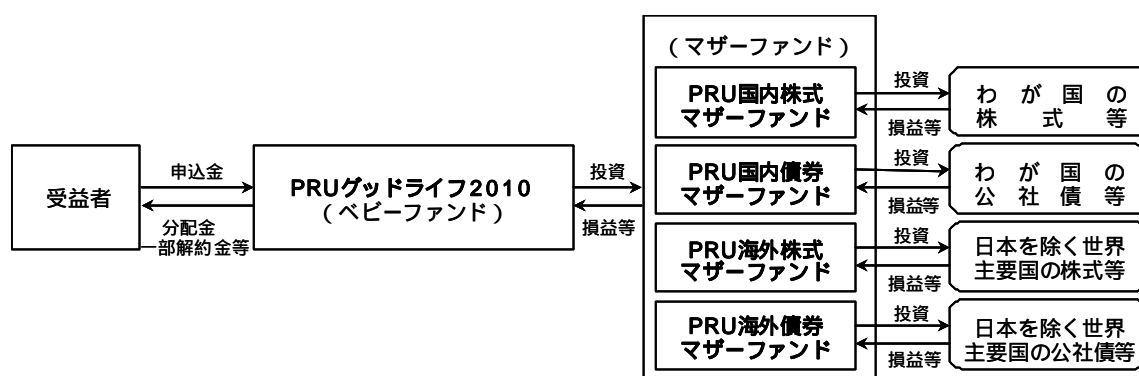 受益者
申込金
分配金
一部解約金等
PRUグッドライフ2010
（ベビーファンド）
投資
損益等
（マザーファンド）
PRU国内株式
マザーファンド
投資
損益等
わが国の
株式等
PRU国内債券
マザーファンド
投資
損益等
わが国の
公社債等
PRU海外株式
マザーファンド
投資
損益等
日本を除く世界
主要国の株式等
PRU海外債券
マザーファンド
投資
損益等
日本を除く世界
主要国の公社債等